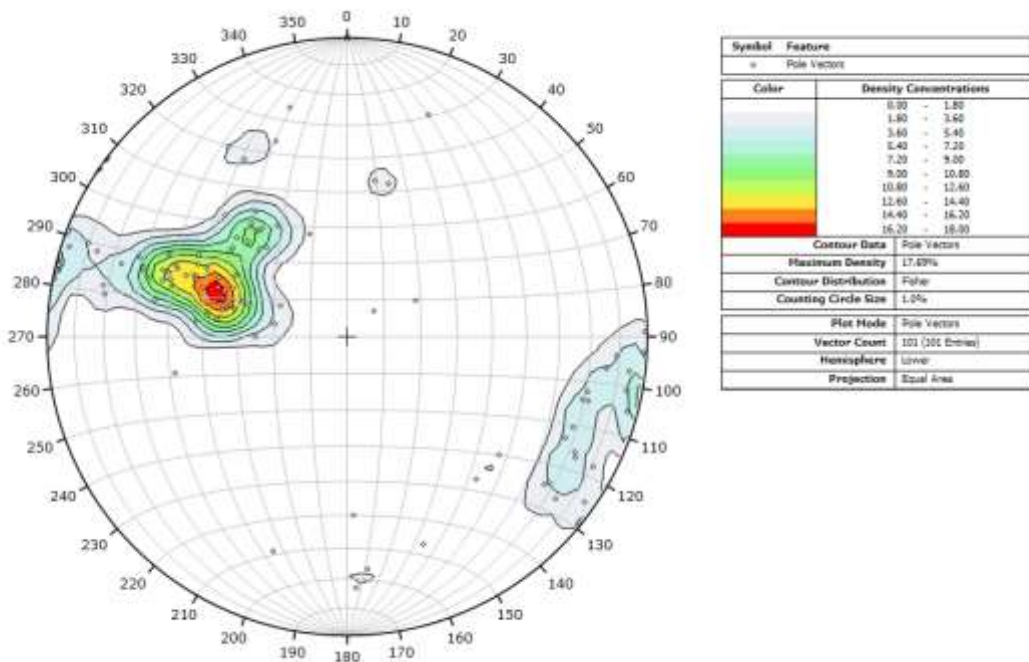 0
10
20
30
40
50
60
70
80
90
100
110
120
130
140
150
160
170
180
190
200
210
220
230
240
250
260
270
280
290
300
310
320
330
340
350
Symbol Feature
Pole Vectors
Color Density Concentrations
0.00 - 1.80
1.80 - 3.60
3.60 - 5.40
5.40 - 7.20
7.20 - 9.00
9.00 - 10.80
10.80 - 12.60
12.60 - 14.40
14.40 - 16.20
16.20 - 18.00
Contour Data Pole Vectors
Maximum Density 17.69%
Contour Distribution Fisher
Counting Circle Size 1.0%
Plot Mode Pole Vectors
Vector Count 101 (101 Entries)
Hemisphere Lower
Projection Equal Area